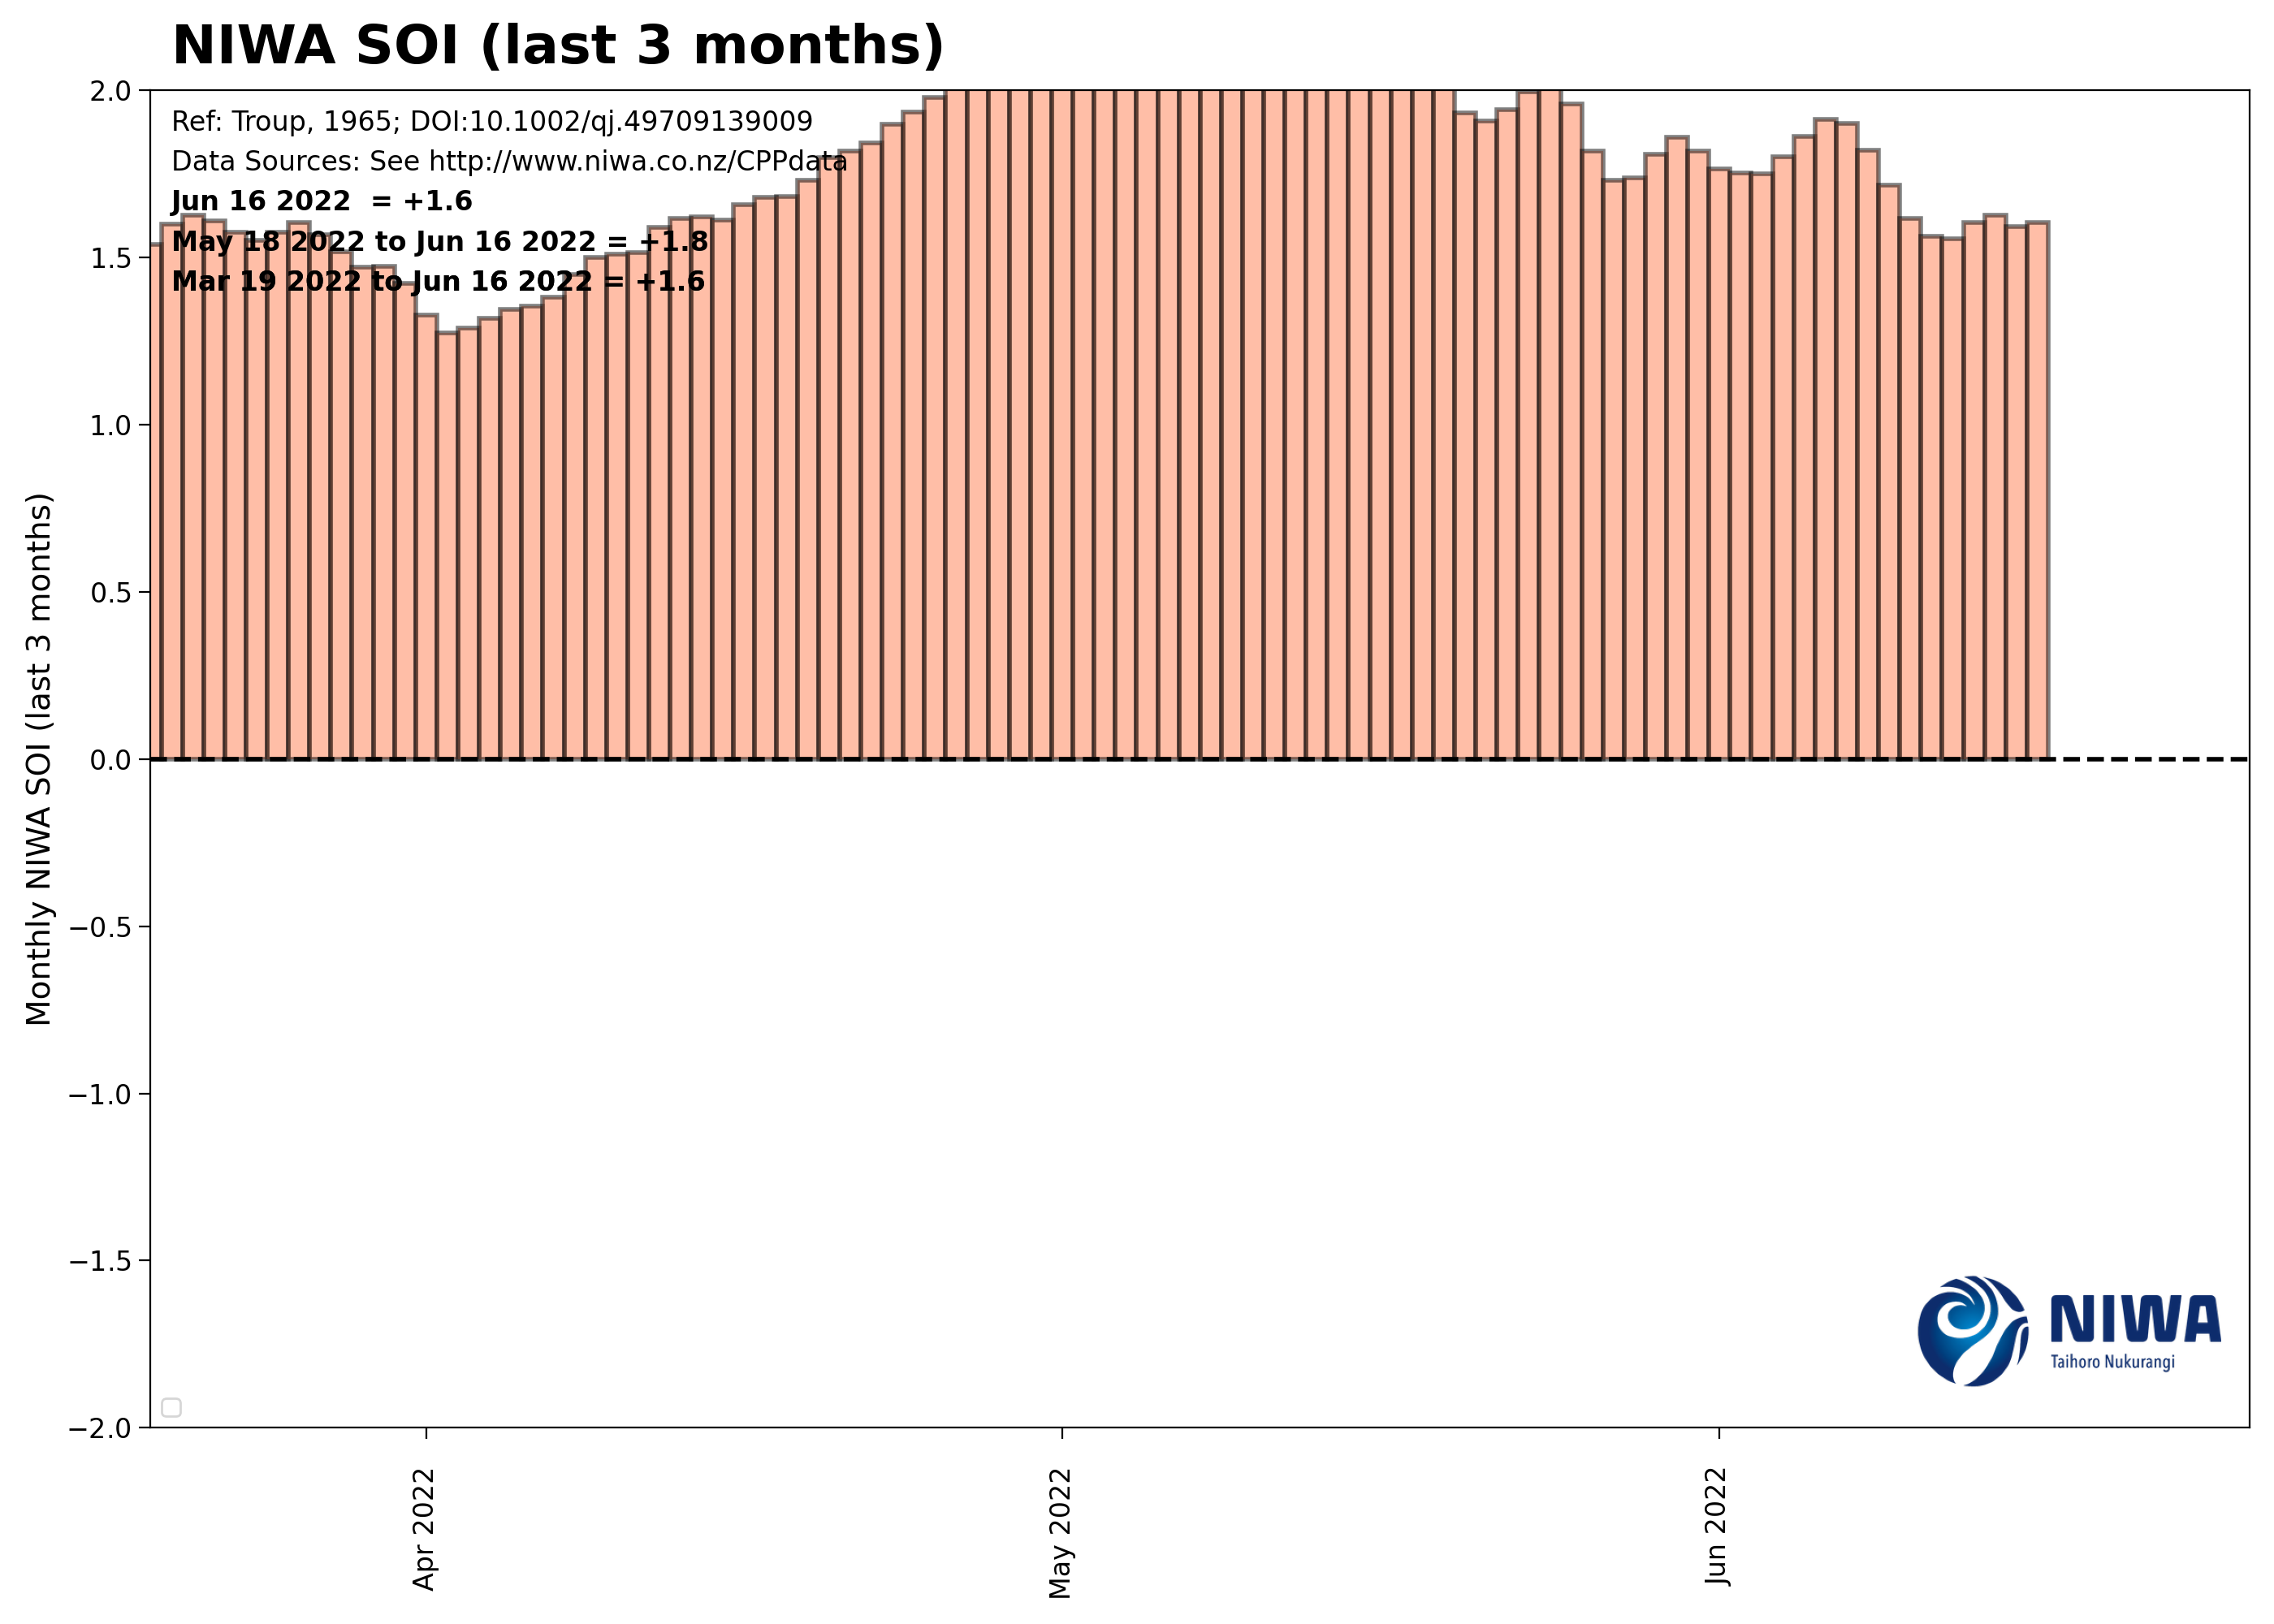 NIWA SOI (last 3 months)
Ref: Troup, 1965; DOI:10.1002/qj.49709139009
Data Sources: See http://www.niwa.co.nz/CPPdata
Jun 16 2022 = +1.6
May 18 2022 to Jun 16 2022 = +1.8
Mar 19 2022 to Jun 16 2022 = +1.6
Monthly NIWA SOI (last 3 months)
2.0
1.5
1.0
0.5
0.0
−0.5
−1.0
−1.5
−2.0
NIWA
Taihoro Nukurangi
Apr 2022
May 2022
Jun 2022